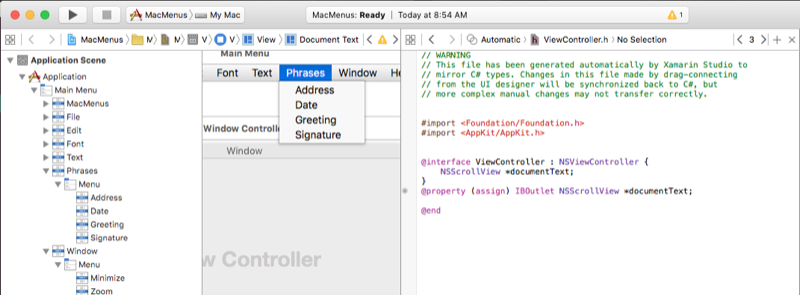 MacMenus
My Mac
MacMenus: Ready | Today at 8:54 AM
1
MacMenus
M
M
V
V
View
Document Text
Automatic
ViewController.h
No Selection
3
Application Scene
Application
Main Menu
MacMenus
File
Edit
Font
Text
Phrases
Menu
Address
Date
Greeting
Signature
Window
Menu
Minimize
Zoom
Main Menu
Font Text Phrases Window He
Address
Date
Greeting
Signature
Window Controlle
Window
w Controller
// WARNING
// This file has been generated automatically by Xamarin Studio to
// mirror C# types. Changes in this file made by drag-connecting
// from the UI designer will be synchronized back to C#, but
// more complex manual changes may not transfer correctly.
#import <Foundation/Foundation.h>
#import <AppKit/AppKit.h>
@interface ViewController : NSViewController {
NSScrollView *documentText;
}
@property (assign) IBOutlet NSScrollView *documentText;
@end